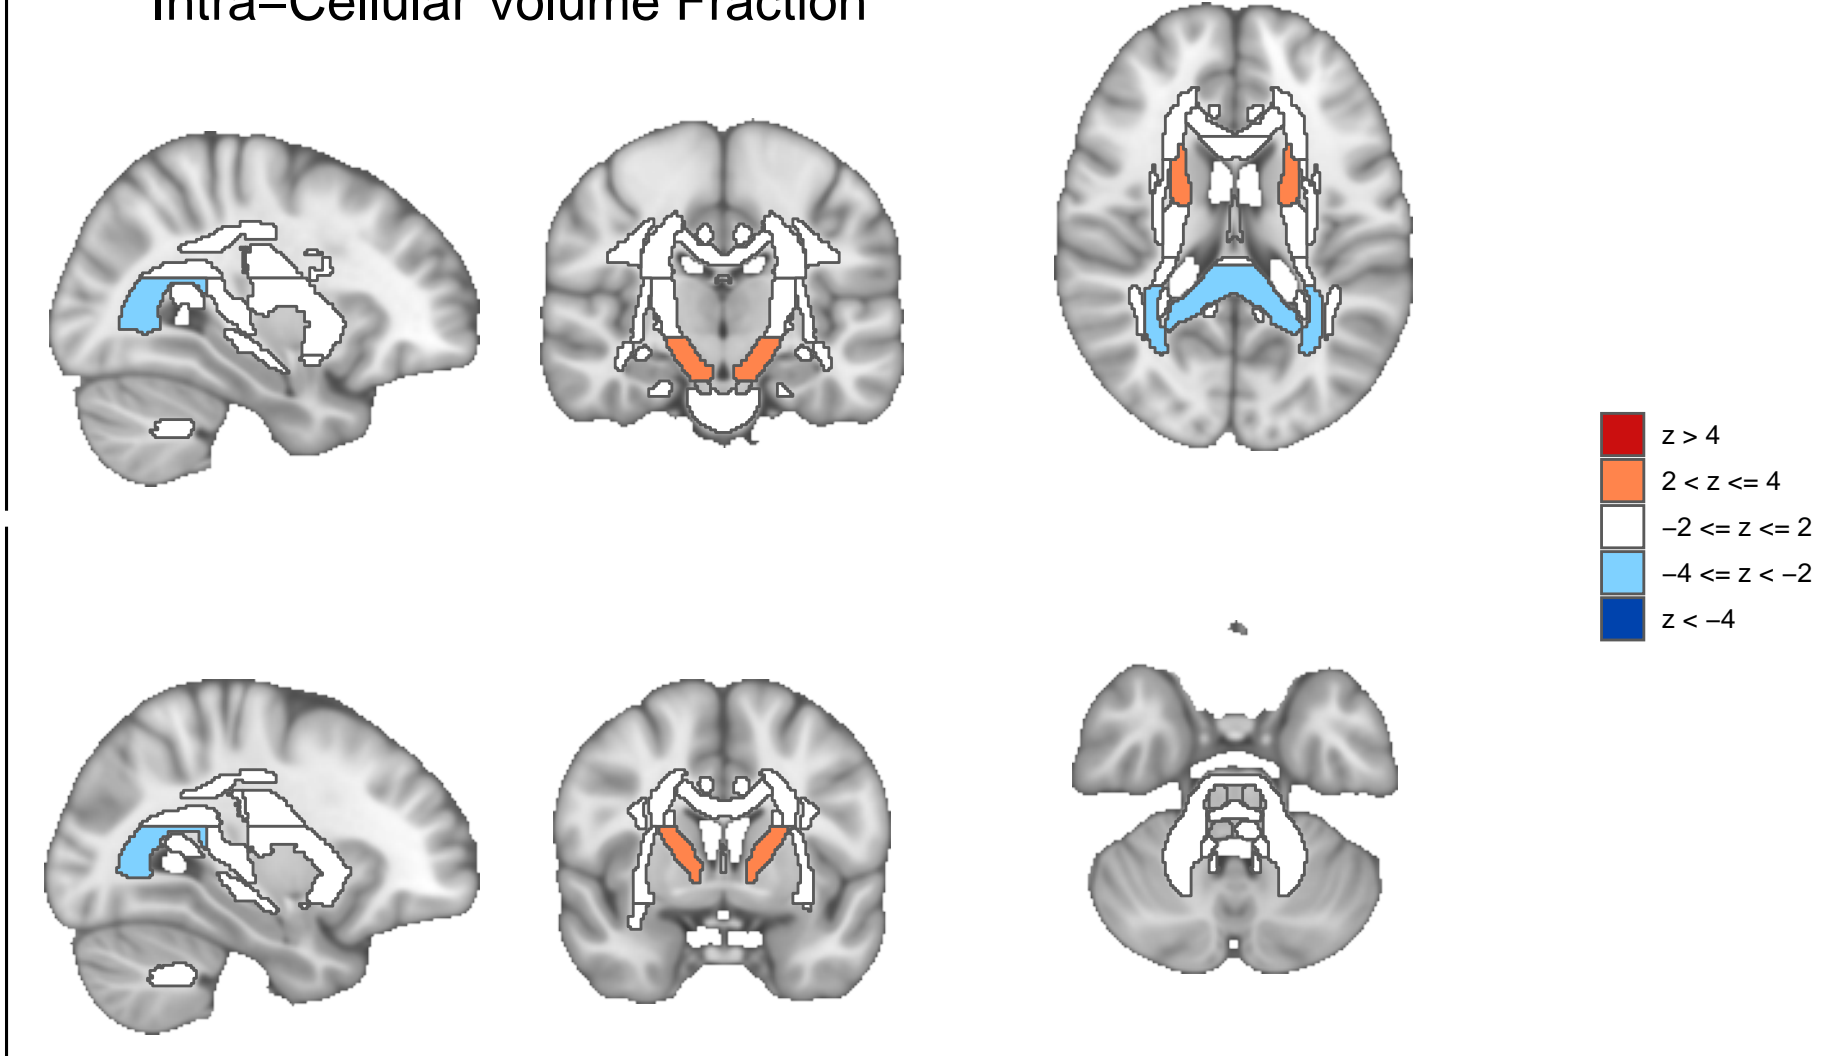 Intra−Cellular Volume Fraction
z > 4
2 < z <= 4
−2 <= z <= 2
−4 <= z < −2
z < −4